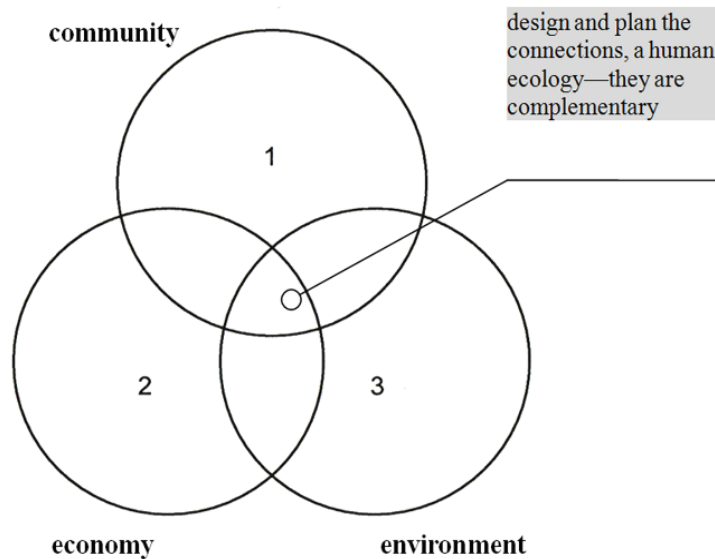 community
design and plan the
connections, a human
ecology—they are
complementary
1
2
3
economy
environment